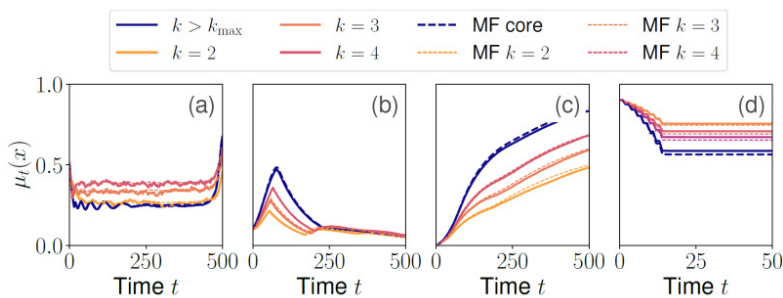 k > k_max k = 3 MF core MF k = 3
k = 2 k = 4 MF k = 2 MF k = 4
1.0 (a) (b) (c) (d)
μ_t(x) 0.5
0.0
0 250 500 0 250 500 0 250 500 0 25 50
Time t Time t Time t Time t